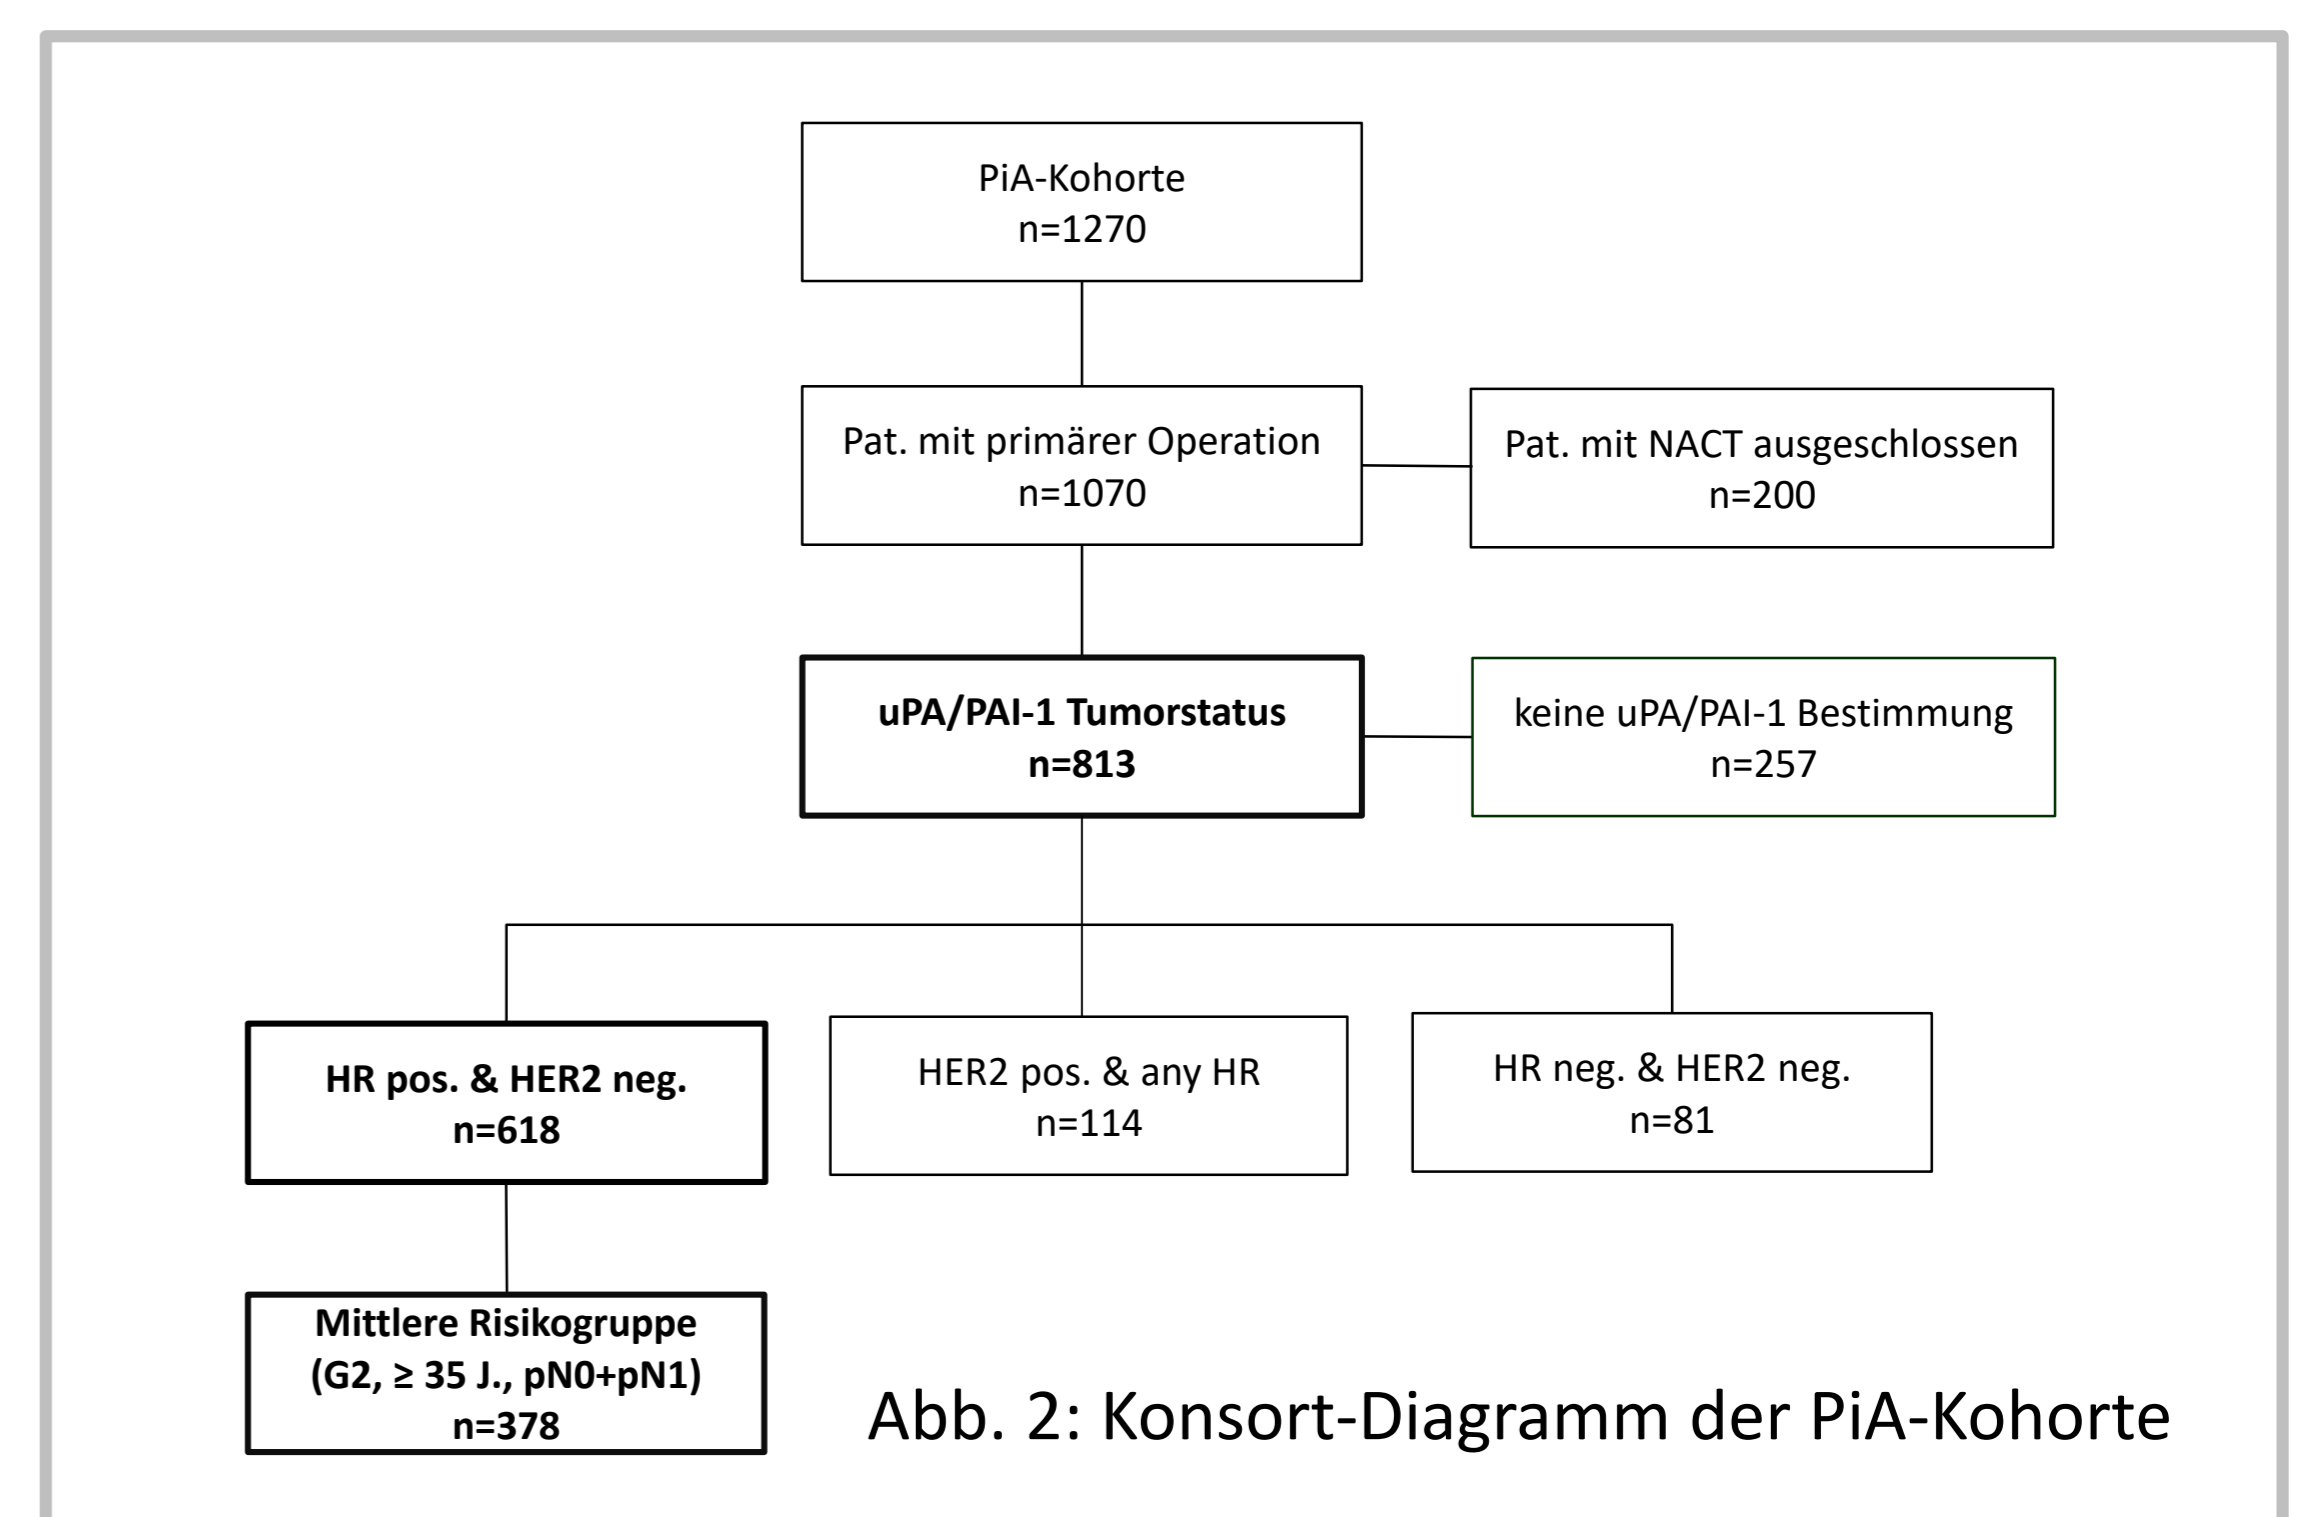 PiA-Kohorte
n=1270
Pat. mit primärer Operation
n=1070
Pat. mit NACT ausgeschlossen
n=200
uPA/PAI-1 Tumorstatus
n=813
keine uPA/PAI-1 Bestimmung
n=257
HR pos. & HER2 neg.
n=618
HER2 pos. & any HR
n=114
HR neg. & HER2 neg.
n=81
Mittlere Risikogruppe
(G2, ≥ 35 J., pN0+pN1)
n=378
Abb. 2: Konsort-Diagramm der PiA-Kohorte